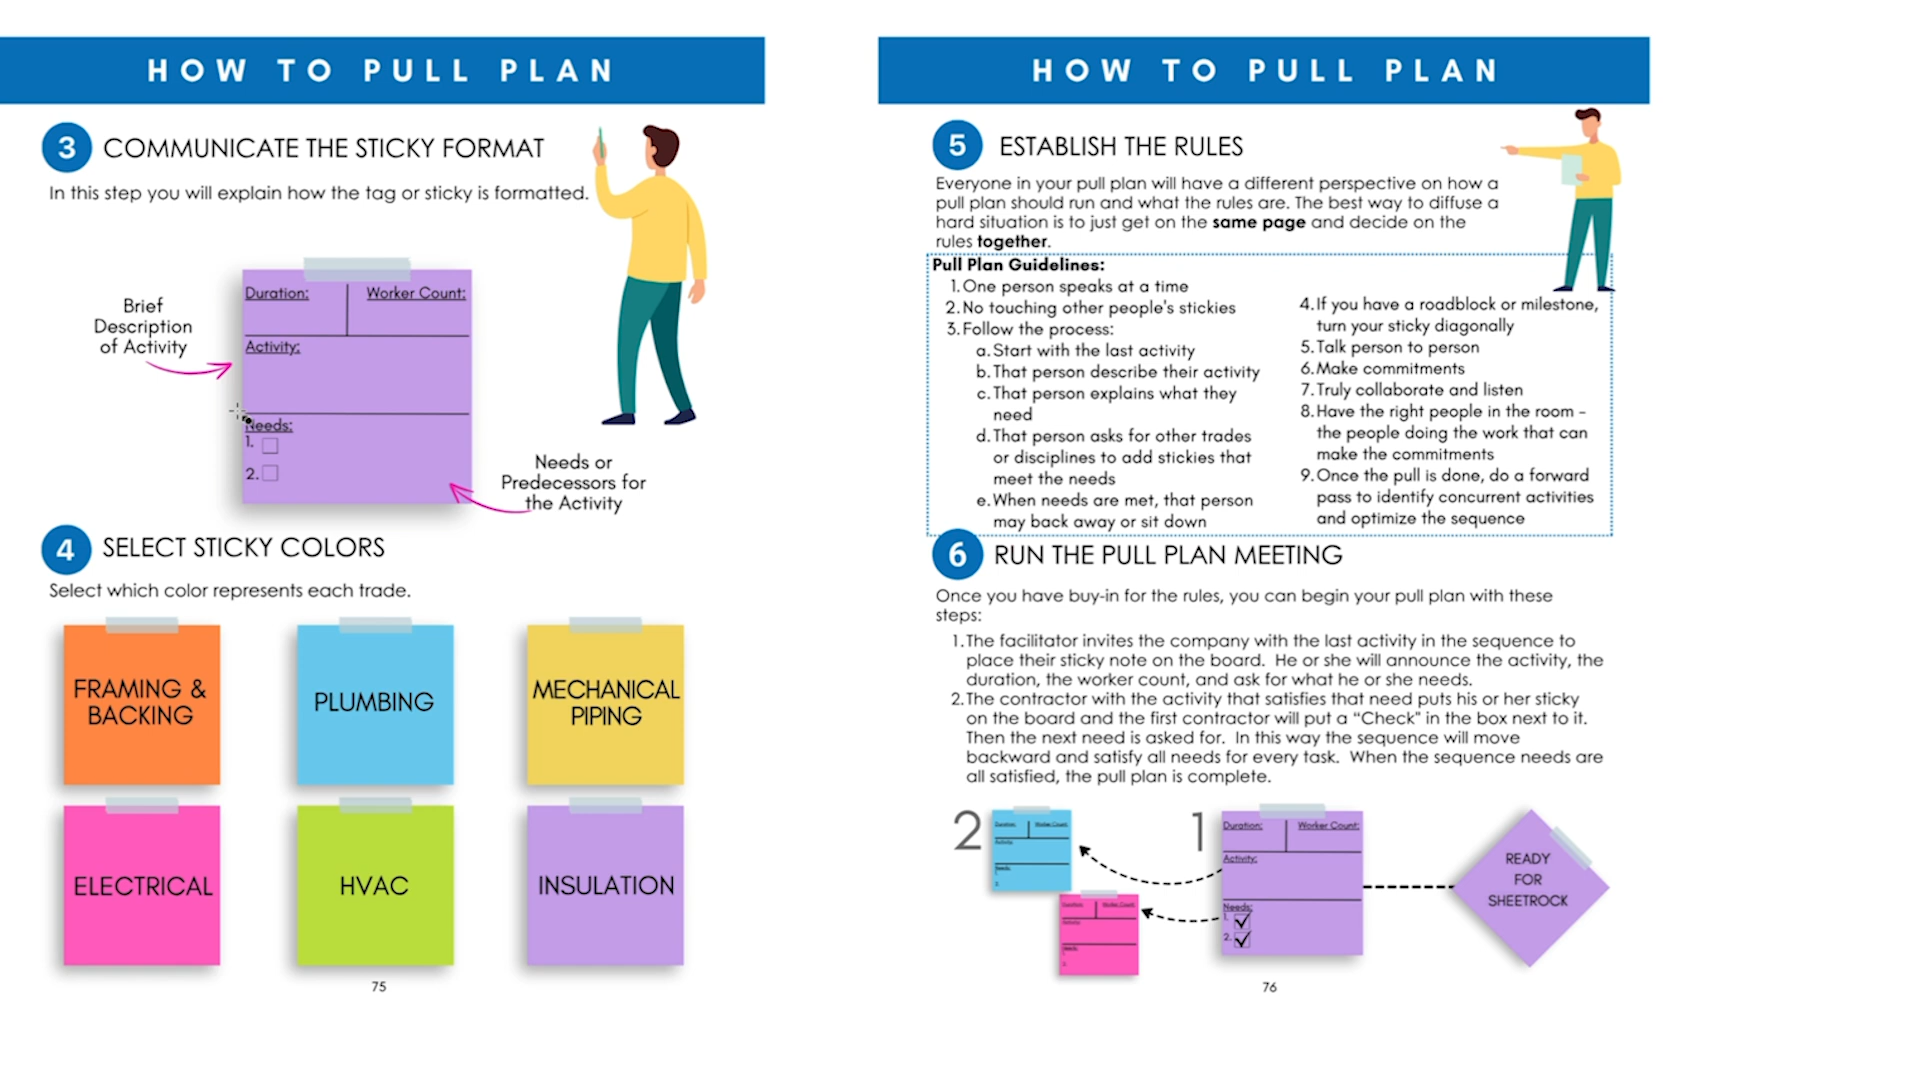 HOW TO PULL PLAN
3 COMMUNICATE THE STICKY FORMAT
In this step you will explain how the tag or sticky is formatted.
Brief
Description
of Activity
Duration: Worker Count:
Activity:
Needs:
1.
2.
Needs or
Predecessors for
the Activity
4 SELECT STICKY COLORS
Select which color represents each trade.
FRAMING &
BACKING
PLUMBING
MECHANICAL
PIPING
ELECTRICAL
HVAC
INSULATION
75
HOW TO PULL PLAN
5 ESTABLISH THE RULES
Everyone in your pull plan will have a different perspective on how a
pull plan should run and what the rules are. The best way to diffuse a
hard situation is to just get on the same page and decide on the
rules together.
Pull Plan Guidelines:
1. One person speaks at a time
2. No touching other people's stickies
3. Follow the process:
a. Start with the last activity
b. That person describe their activity
c. That person explains what they
need
d. That person asks for other trades
or disciplines to add stickies that
meet the needs
e. When needs are met, that person
may back away or sit down
4. If you have a roadblock or milestone,
turn your sticky diagonally
5. Talk person to person
6. Make commitments
7. Truly collaborate and listen
8. Have the right people in the room -
the people doing the work that can
make the commitments
9. Once the pull is done, do a forward
pass to identify concurrent activities
and optimize the sequence
6 RUN THE PULL PLAN MEETING
Once you have buy-in for the rules, you can begin your pull plan with these
steps:
1. The facilitator invites the company with the last activity in the sequence to
place their sticky note on the board. He or she will announce the activity, the
duration, the worker count, and ask for what he or she needs.
2. The contractor with the activity that satisfies that need puts his or her sticky
on the board and the first contractor will put a "Check" in the box next to it.
Then the next need is asked for. In this way the sequence will move
backward and satisfy all needs for every task. When the sequence needs are
all satisfied, the pull plan is complete.
2
Duration: Worker Count:
Activity:
Needs:
1.
2.
Duration: Worker Count:
Activity:
Needs:
1.
2.
1
Duration: Worker Count:
Activity:
Needs:
1.
2.
READY
FOR
SHEETROCK
76